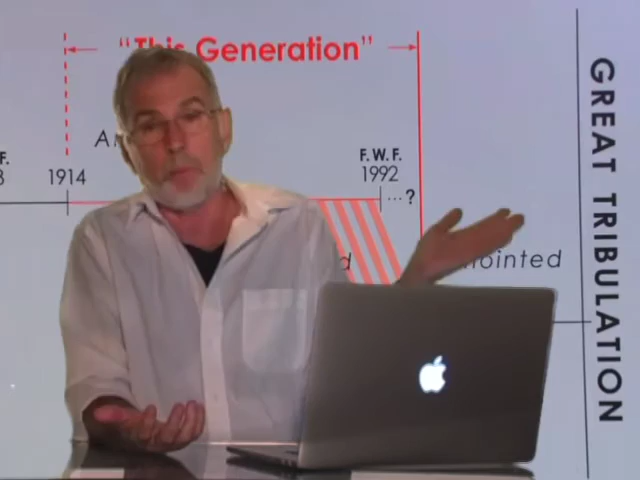 “This Generation”
F.W.F.
1914
1992
...?
GREAT TRIBULATION